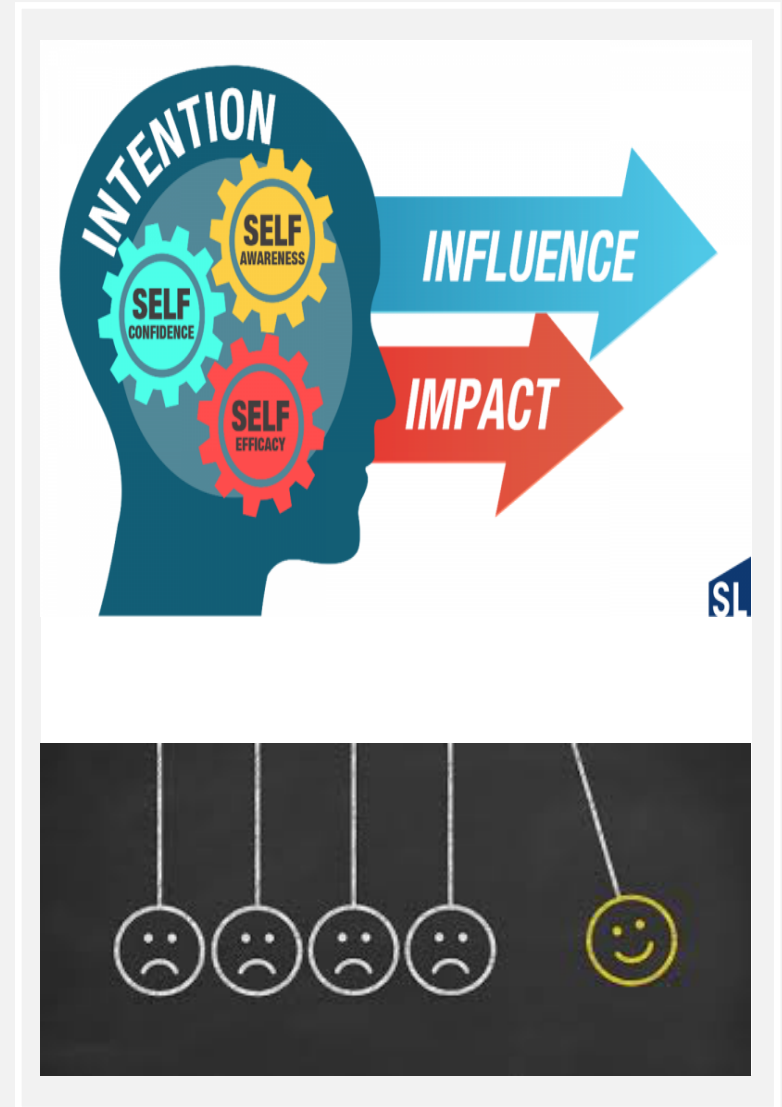 INTENTION
SELF
AWARENESS
SELF
CONFIDENCE
SELF
EFFICACY
INFLUENCE
IMPACT
SL